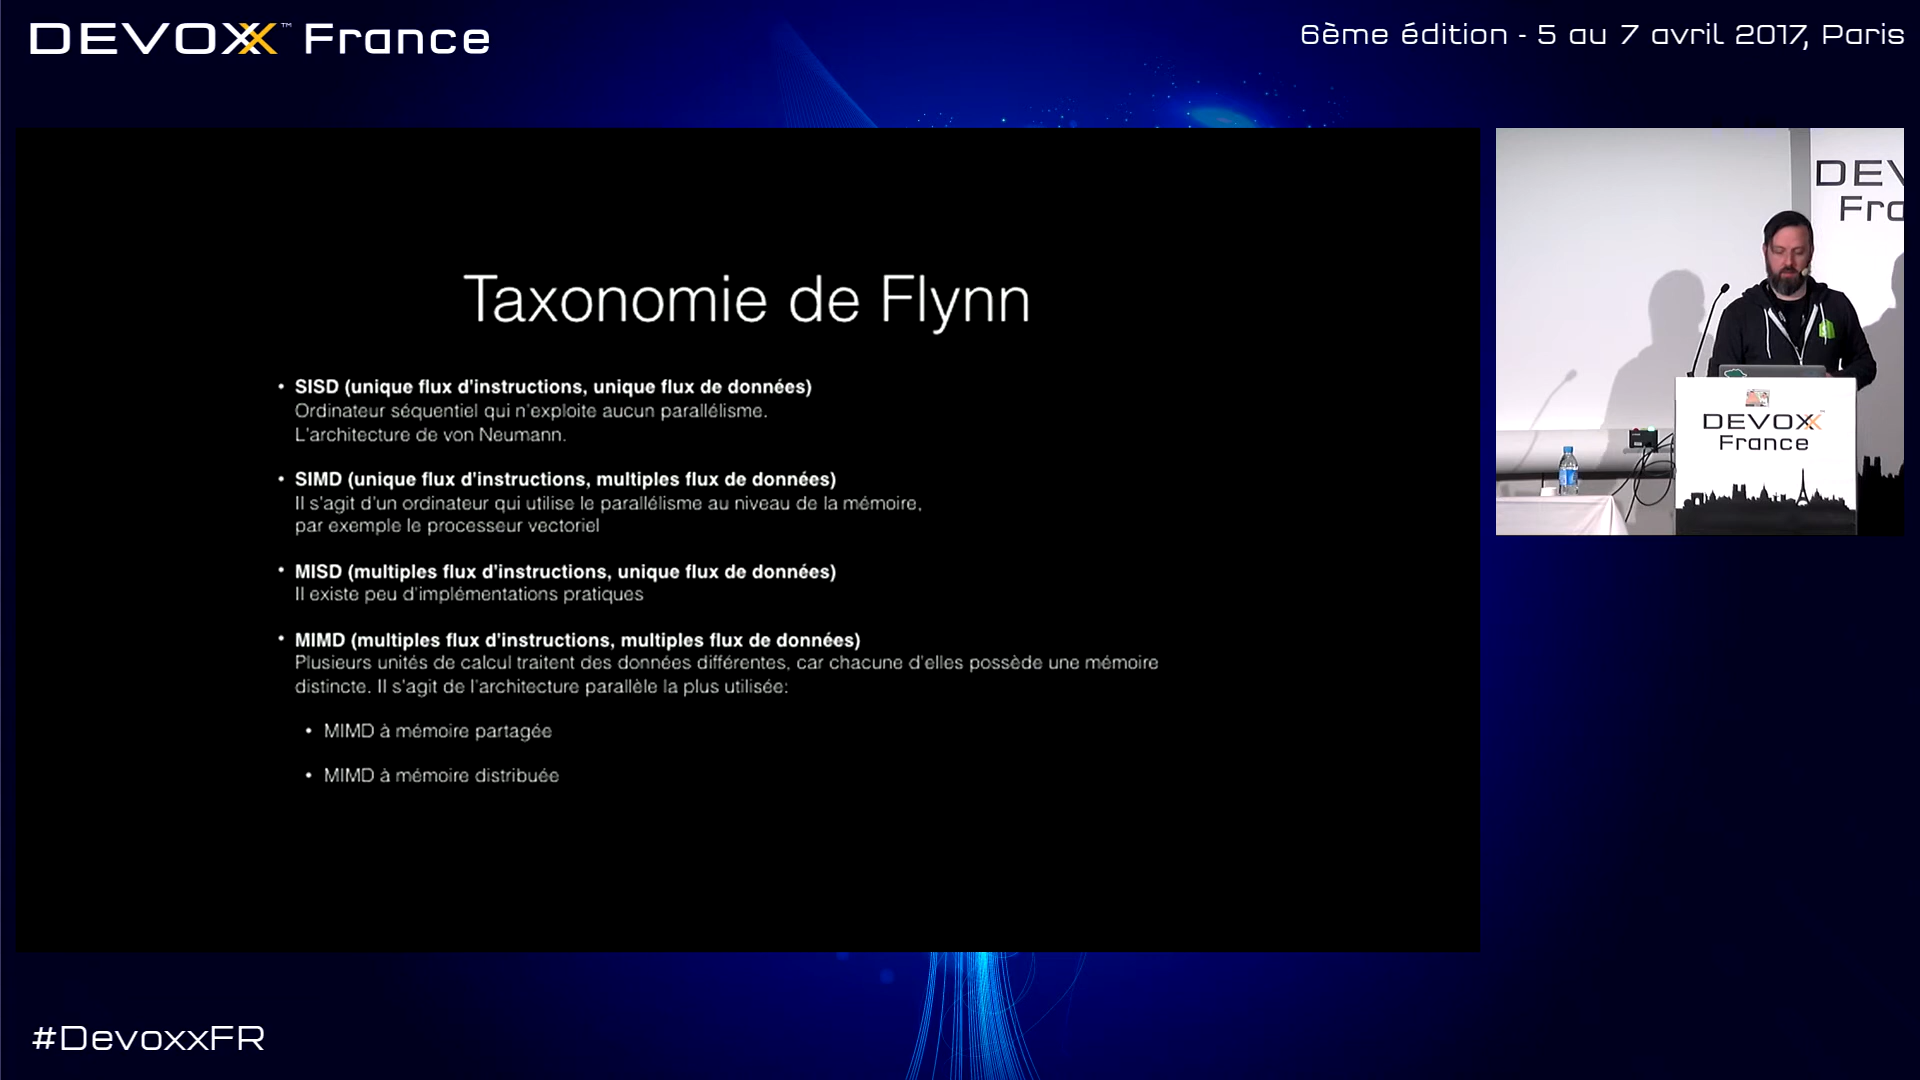 DEVOXX™ France
6ème édition - 5 au 7 avril 2017, Paris
Taxonomie de Flynn
• SISD (unique flux d'instructions, unique flux de données)
Ordinateur séquentiel qui n'exploite aucun parallélisme.
L'architecture de von Neumann.
• SIMD (unique flux d'instructions, multiples flux de données)
Il s'agit d'un ordinateur qui utilise le parallélisme au niveau de la mémoire,
par exemple le processeur vectoriel
• MISD (multiples flux d'instructions, unique flux de données)
Il existe peu d'implémentations pratiques
• MIMD (multiples flux d'instructions, multiples flux de données)
Plusieurs unités de calcul traitent des données différentes, car chacune d'elles possède une mémoire
distincte. Il s'agit de l'architecture parallèle la plus utilisée:
• MIMD à mémoire partagée
• MIMD à mémoire distribuée
DEV
Fra
DEVOXX™
France
#DevoxxFR